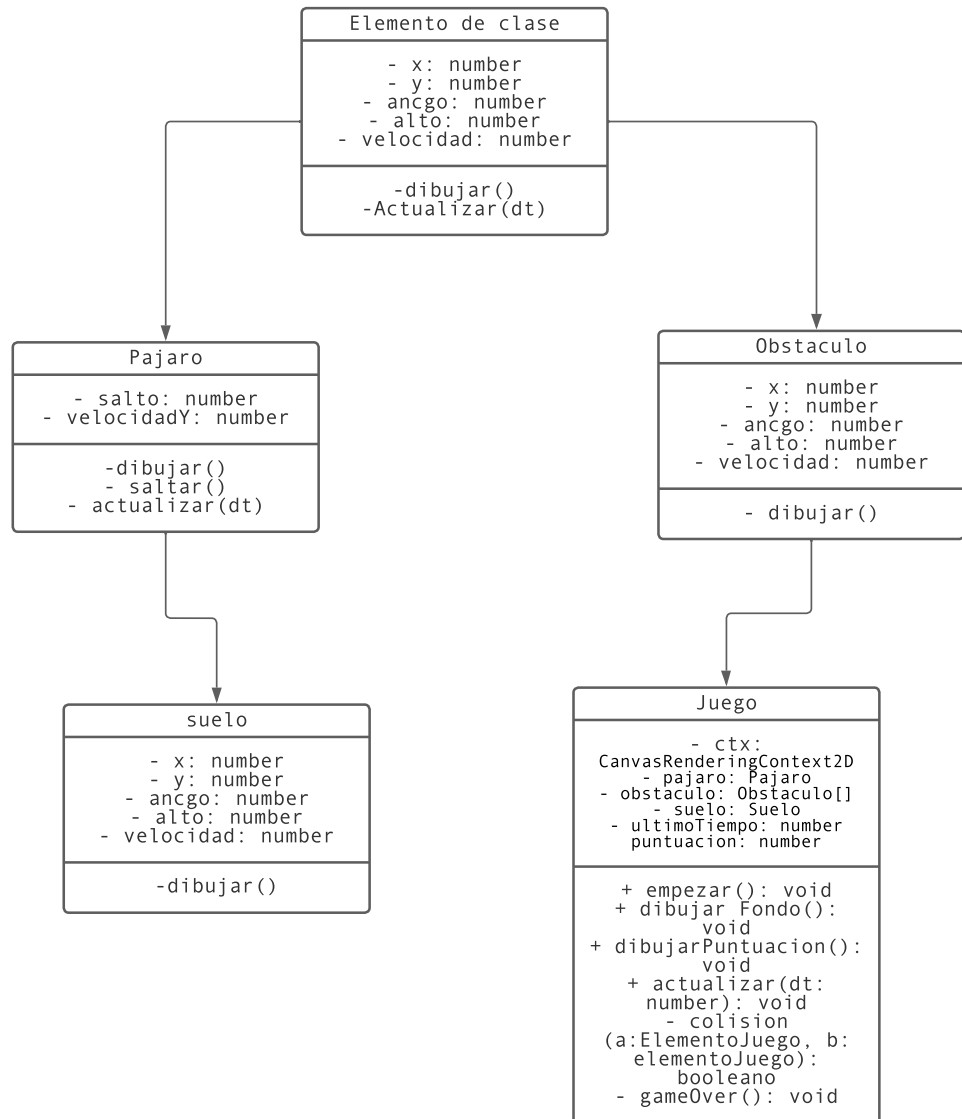 Elemento de clase
- x: number
- y: number
- ancgo: number
- alto: number
- velocidad: number
-dibujar()
-Actualizar(dt)
Pajaro
- salto: number
- velocidadY: number
-dibujar()
- saltar()
- actualizar(dt)
Obstaculo
- x: number
- y: number
- ancgo: number
- alto: number
- velocidad: number
- dibujar()
suelo
- x: number
- y: number
- ancgo: number
- alto: number
- velocidad: number
-dibujar()
Juego
- ctx:
CanvasRenderingContext2D
- pajaro: Pajaro
- obstaculo: Obstaculo[]
- suelo: Suelo
- ultimoTiempo: number
puntuacion: number
+ empezar(): void
+ dibujar Fondo():
void
+ dibujarPuntuacion():
void
+ actualizar(dt:
number): void
- colision
(a:ElementoJuego, b:
elementoJuego):
booleano
- gameOver(): void